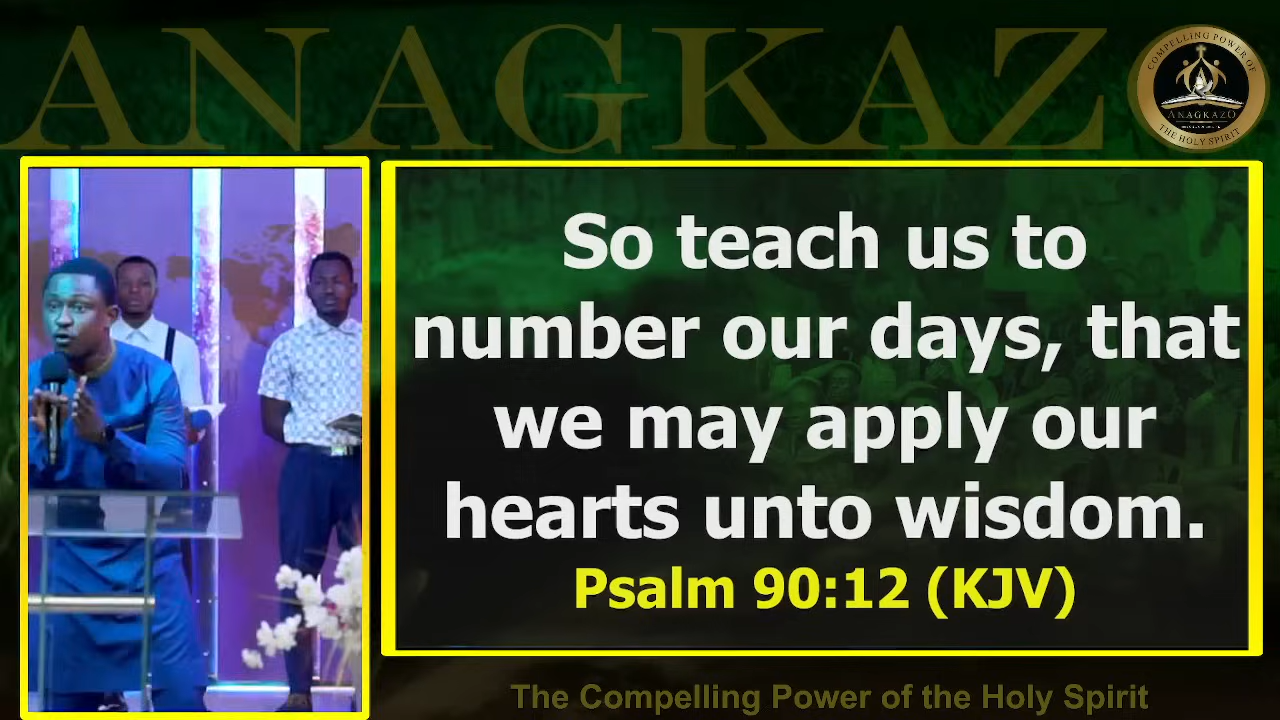 ANAGKAZ
COMPELLING POWER OF
ANAGKAZO
THE HOLY SPIRIT
So teach us to
number our days, that
we may apply our
hearts unto wisdom.
Psalm 90:12 (KJV)
The Compelling Power of the Holy Spirit